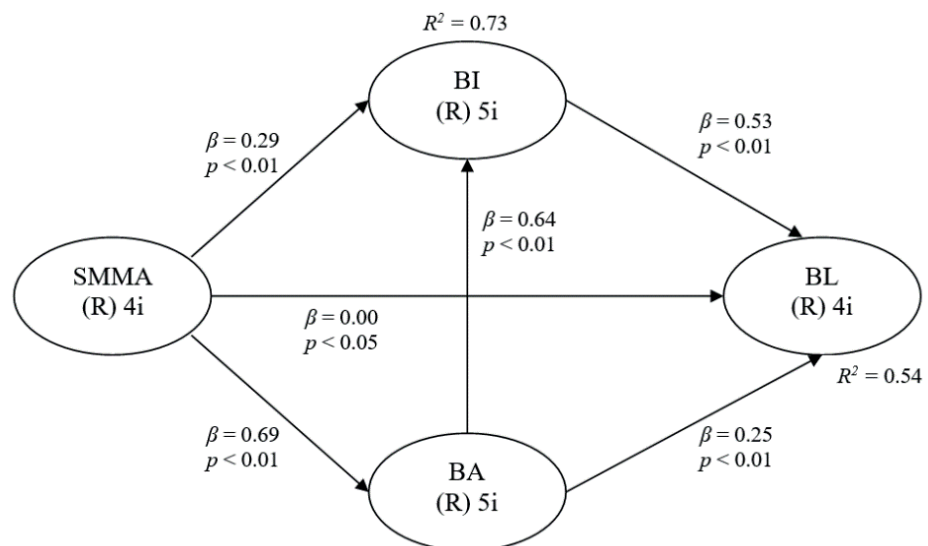 R² = 0.73
BI
(R) 5i
β = 0.29
p < 0.01
β = 0.53
p < 0.01
β = 0.64
p < 0.01
SMMA
(R) 4i
BL
(R) 4i
β = 0.00
p < 0.05
R² = 0.54
β = 0.69
p < 0.01
β = 0.25
p < 0.01
BA
(R) 5i